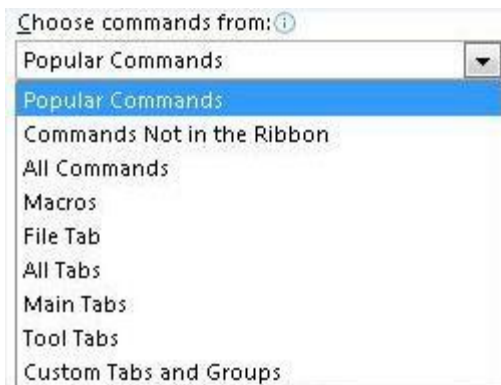 Choose commands from:
Popular Commands
Popular Commands
Commands Not in the Ribbon
All Commands
Macros
File Tab
All Tabs
Main Tabs
Tool Tabs
Custom Tabs and Groups